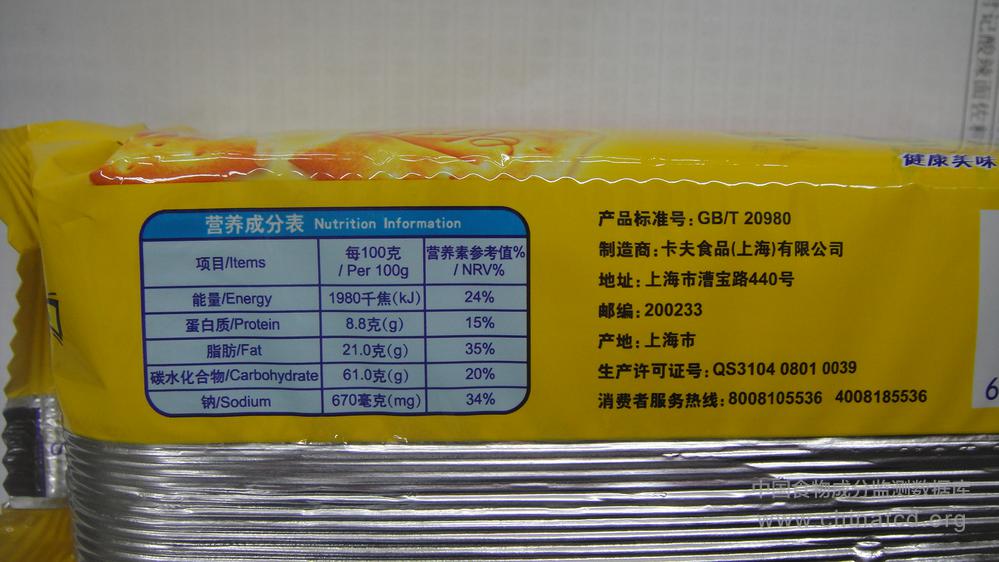 健康美味
营养成分表 Nutrition Information
项目/Items 每100克 / Per 100g 营养素参考值% / NRV%
能量/Energy 1980千焦(kJ) 24%
蛋白质/Protein 8.8克(g) 15%
脂肪/Fat 21.0克(g) 35%
碳水化合物/Carbohydrate 61.0克(g) 20%
钠/Sodium 670毫克(mg) 34%
产品标准号: GB/T 20980
制造商: 卡夫食品(上海)有限公司
地址: 上海市漕宝路440号
邮编: 200233
产地: 上海市
生产许可证号: QS3104 0801 0039
消费者服务热线: 8008105536 4008185536
6
中国食物成分监测数据库
www.chinafcd.org